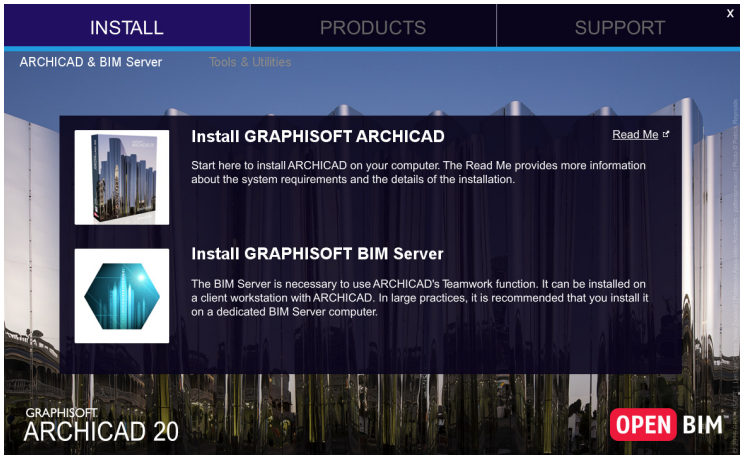 X
INSTALL
PRODUCTS
SUPPORT
ARCHICAD & BIM Server
Tools & Utilities
Install GRAPHISOFT ARCHICAD
Read Me
Start here to install ARCHICAD on your computer. The Read Me provides more information
about the system requirements and the details of the installation.
Install GRAPHISOFT BIM Server
The BIM Server is necessary to use ARCHICAD's Teamwork function. It can be installed on
a client workstation with ARCHICAD. In large practices, it is recommended that you install it
on a dedicated BIM Server computer.
GRAPHISOFT.
ARCHICAD 20
OPEN BIM™